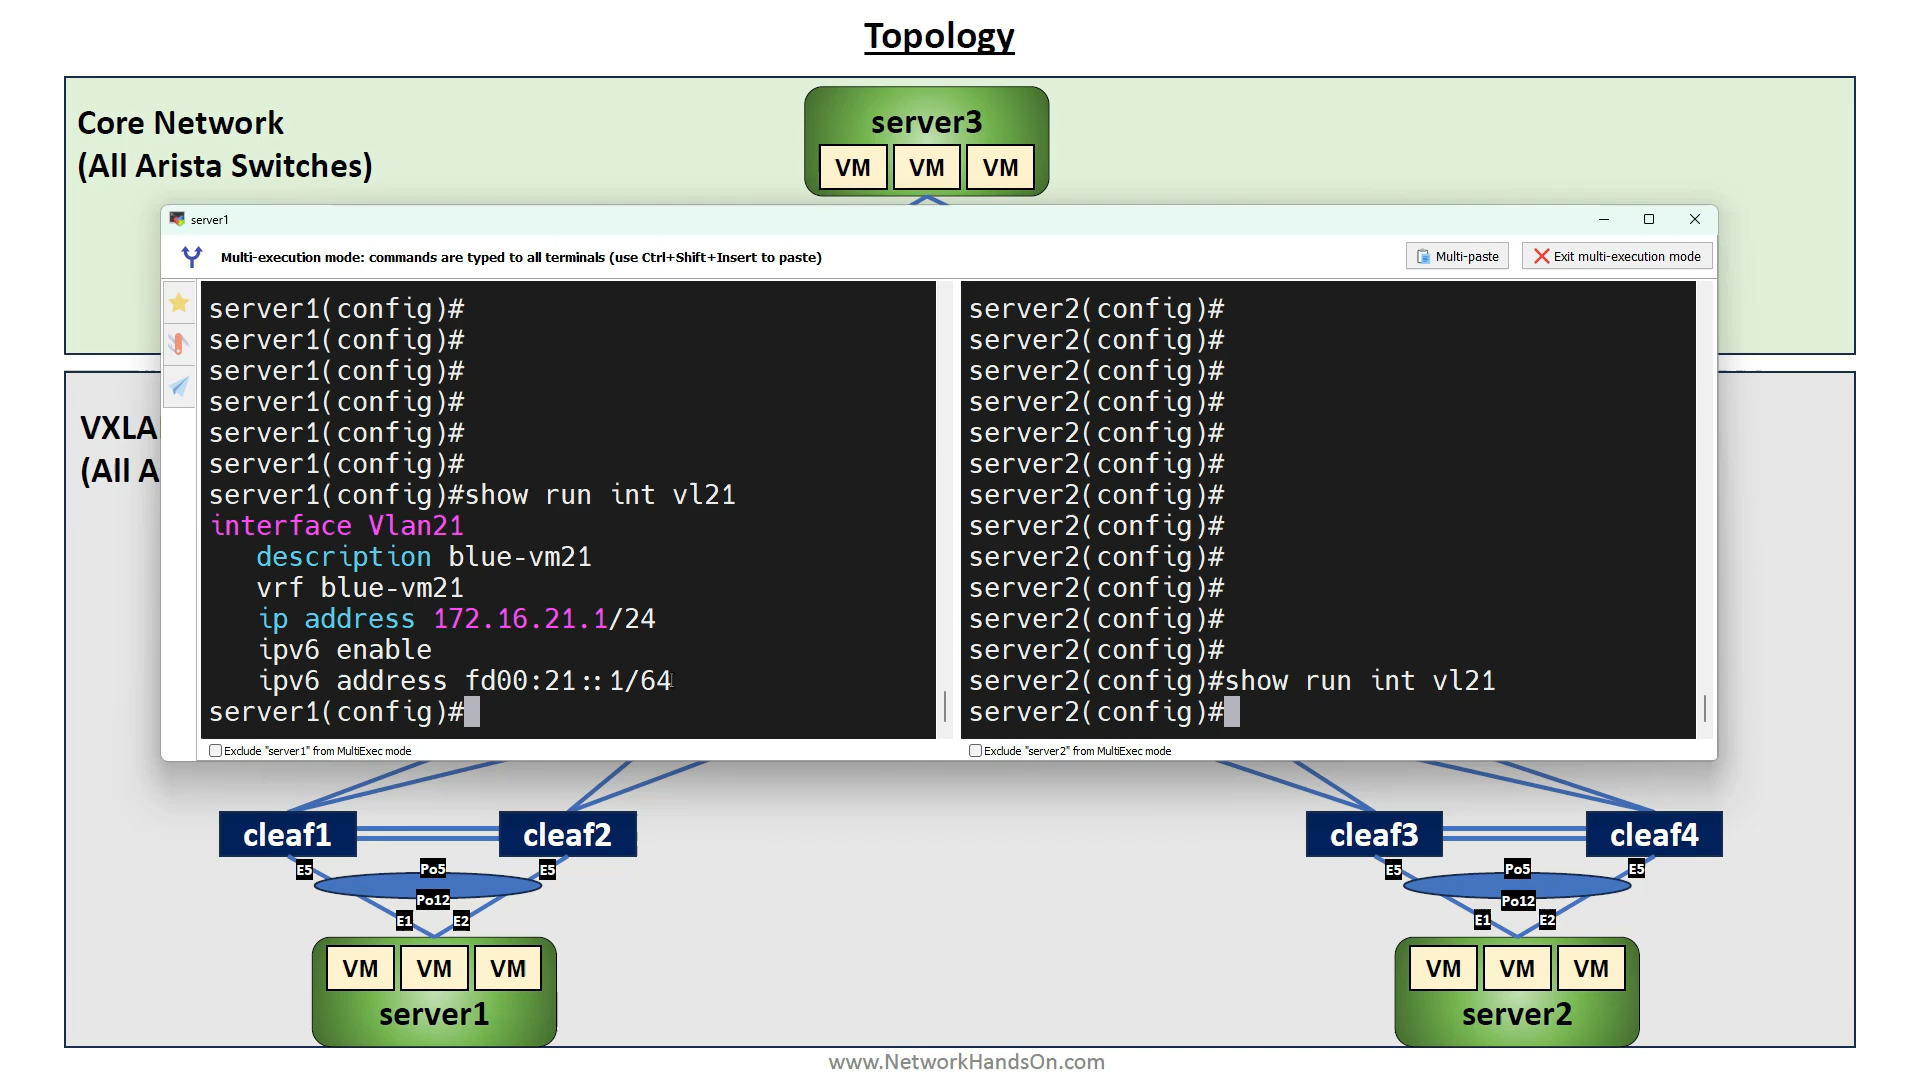 Topology
Core Network
(All Arista Switches)
server3
VM VM VM
server1
Multi-execution mode: commands are typed to all terminals (use Ctrl+Shift+Insert to paste)
Multi-paste
Exit multi-execution mode
server1(config)#
server1(config)#
server1(config)#
server1(config)#
server1(config)#
server1(config)#
server1(config)#show run int vl21
interface Vlan21
description blue-vm21
vrf blue-vm21
ip address 172.16.21.1/24
ipv6 enable
ipv6 address fd00:21::1/64
server1(config)#
Exclude "server1" from MultiExec mode
server2(config)#
server2(config)#
server2(config)#
server2(config)#
server2(config)#
server2(config)#
server2(config)#
server2(config)#
server2(config)#
server2(config)#
server2(config)#
server2(config)#
server2(config)#show run int vl21
server2(config)#
Exclude "server2" from MultiExec mode
VXLA
(All A
cleaf1
cleaf2
cleaf3
cleaf4
E5
Po5
E5
Po12
E1
E2
VM VM VM
server1
E5
Po5
E5
Po12
E1
E2
VM VM VM
server2
www.NetworkHandsOn.com